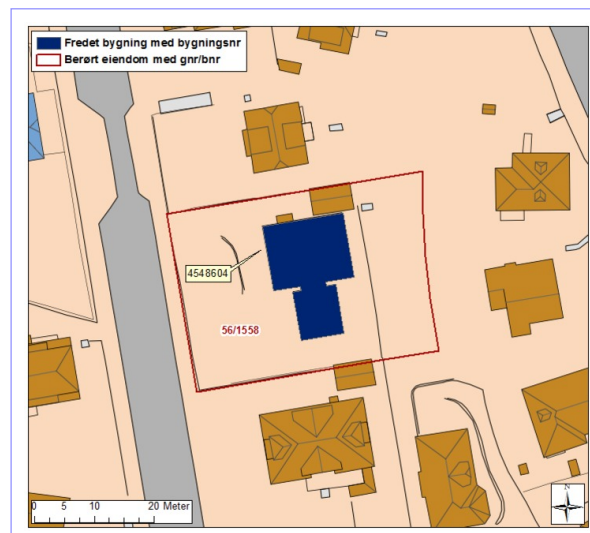 Fredet bygning med bygningsnr
Berørt eiendom med gnr/bnr
4548604
56/1558
0 5 10 20 Meter
N